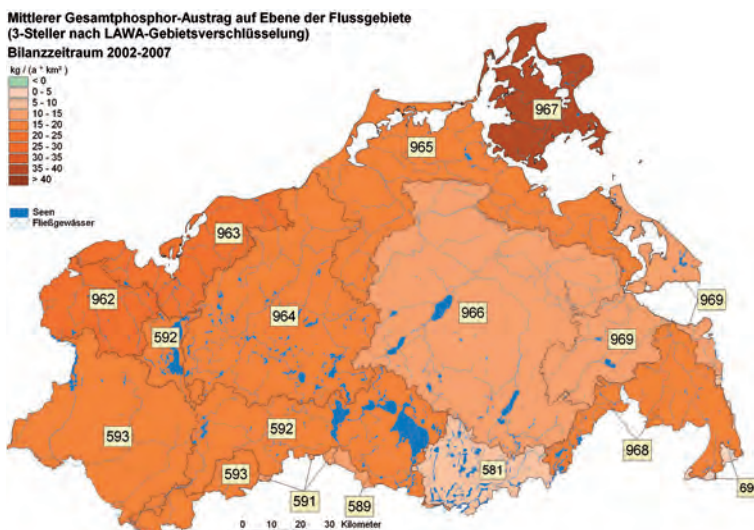 Mittlerer Gesamtphosphor-Austrag auf Ebene der Flussgebiete
(3-Steller nach LAWA-Gebietsverschlüsselung)
Bilanzzeitraum 2002-2007
kg / (a * km²)
< 0
0 - 5
5 - 10
10 - 15
15 - 20
20 - 25
25 - 30
30 - 35
35 - 40
> 40
Seen
Fließgewässer
967
965
963
962
592
964
966
969
969
593
592
593
591
589
581
968
69
0 10 20 30 Kilometer